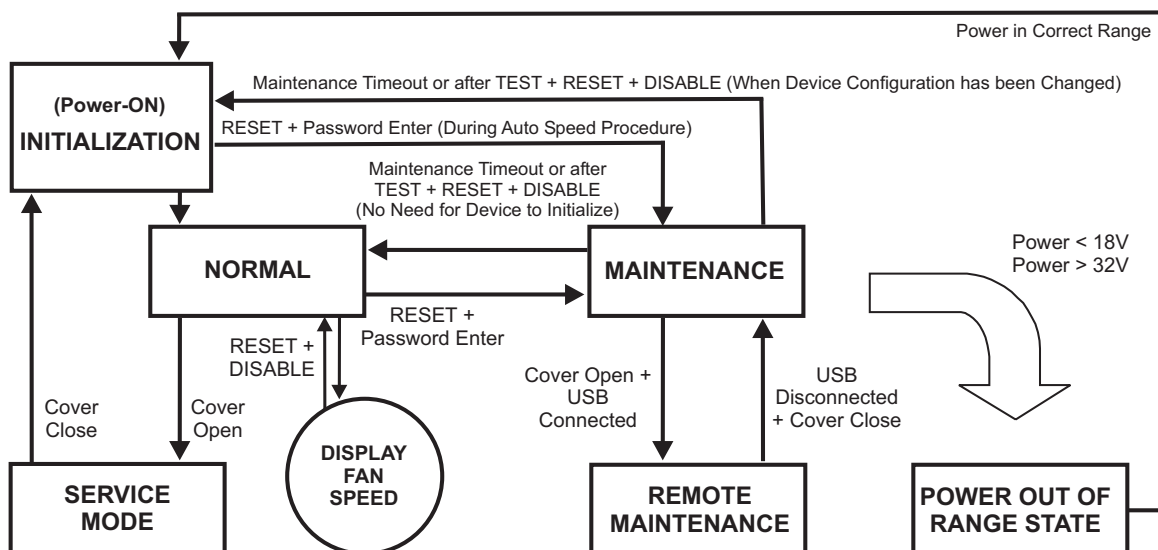 Power in Correct Range
Maintenance Timeout or after TEST + RESET + DISABLE (When Device Configuration has been Changed)
(Power-ON)
INITIALIZATION
RESET + Password Enter (During Auto Speed Procedure)
Maintenance Timeout or after
TEST + RESET + DISABLE
(No Need for Device to Initialize)
NORMAL
MAINTENANCE
Power < 18V
Power > 32V
RESET +
Password Enter
RESET +
DISABLE
Cover
Close
Cover
Open
Cover Open +
USB
Connected
USB
Disconnected
+ Cover Close
DISPLAY
FAN
SPEED
SERVICE
MODE
REMOTE
MAINTENANCE
POWER OUT OF
RANGE STATE